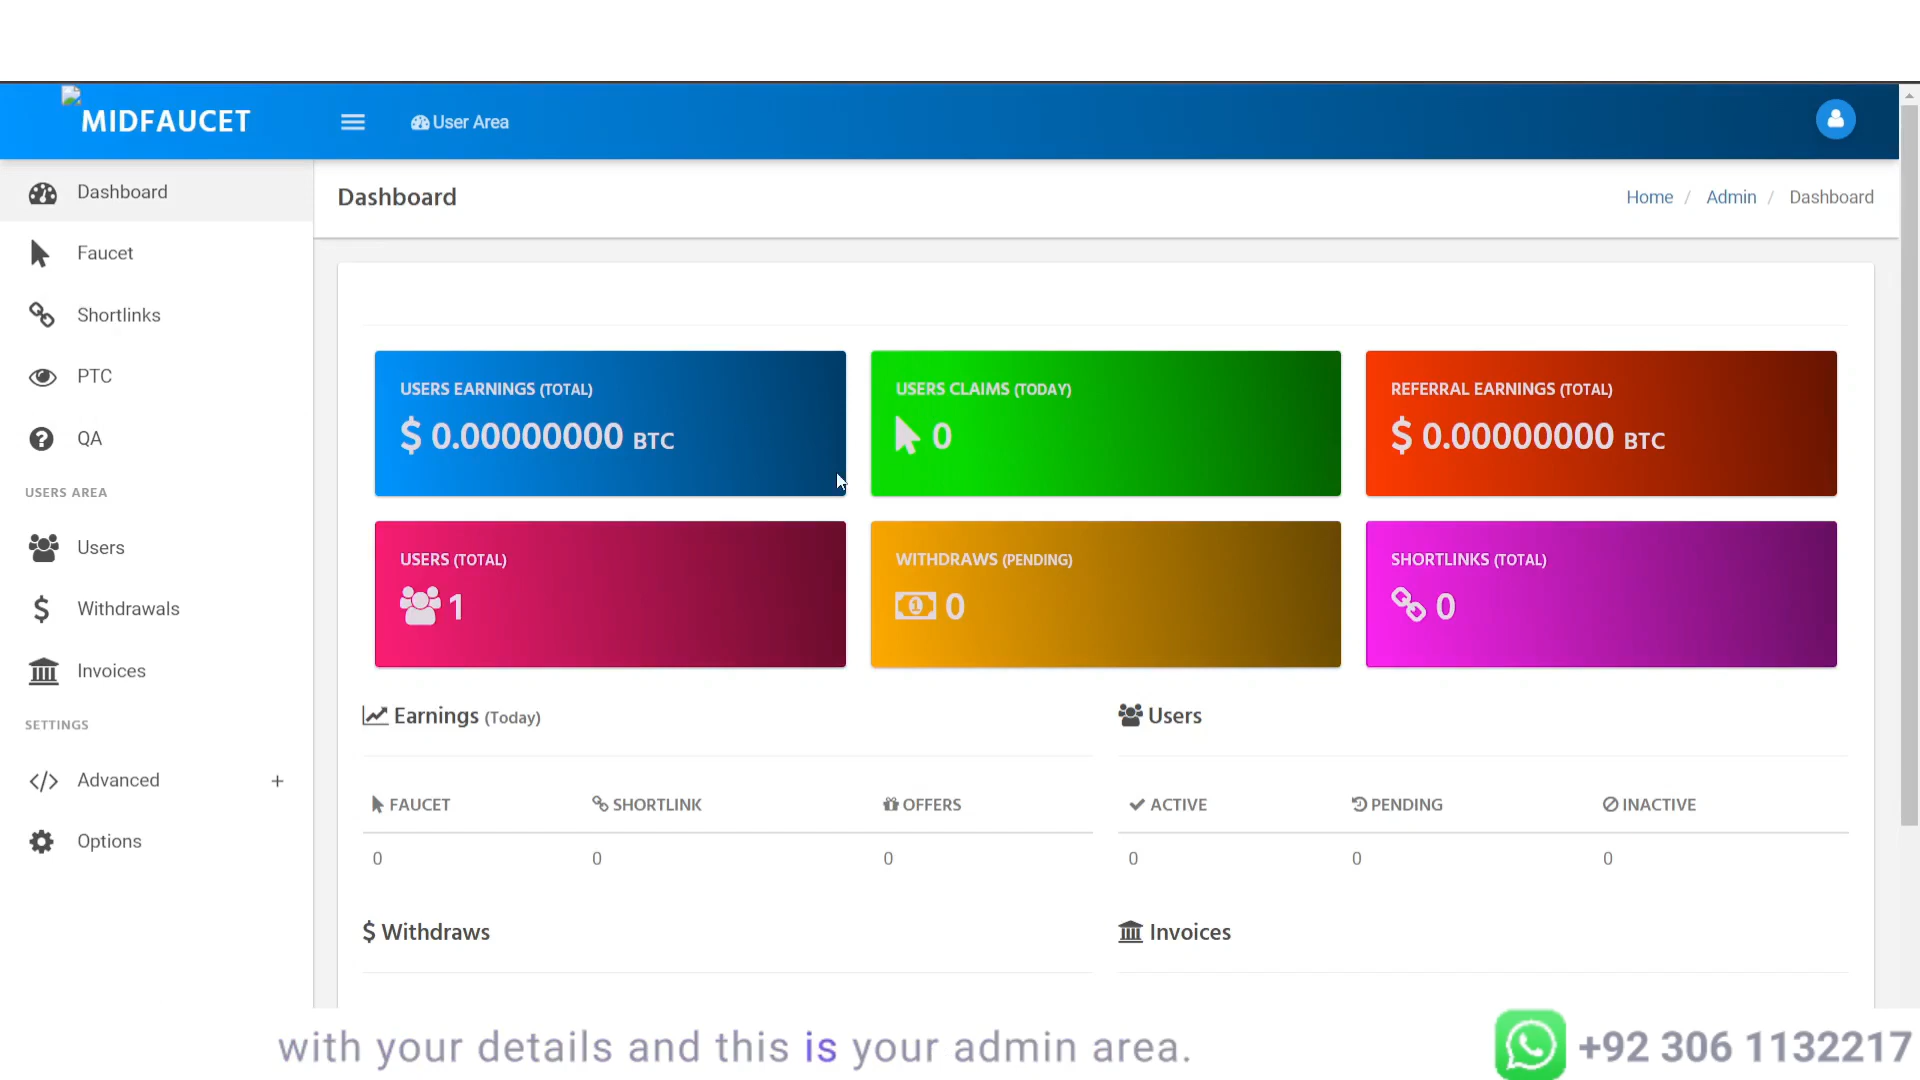 MIDFAUCET
User Area
Dashboard
Faucet
Shortlinks
PTC
QA
USERS AREA
Users
Withdrawals
Invoices
SETTINGS
Advanced +
Options
Dashboard
Home / Admin / Dashboard
USERS EARNINGS (TOTAL)
$ 0.00000000 BTC
USERS CLAIMS (TODAY)
0
REFERRAL EARNINGS (TOTAL)
$ 0.00000000 BTC
USERS (TOTAL)
1
WITHDRAWS (PENDING)
0
SHORTLINKS (TOTAL)
0
Earnings (Today)
FAUCET SHORTLINK OFFERS
0 0 0
Users
ACTIVE PENDING INACTIVE
0 0 0
$ Withdraws
Invoices
with your details and this is your admin area.
+92 306 1132217